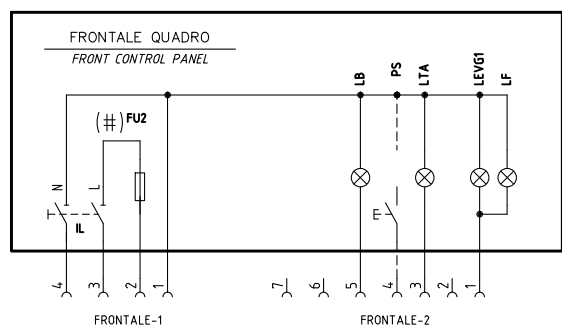 FRONTALE QUADRO
FRONT CONTROL PANEL
LB
PS
LTA
LEVG1
LF
(#) FU2
N
L
IL
E
4
3
2
1
7
6
5
4
3
2
1
FRONTALE-1
FRONTALE-2